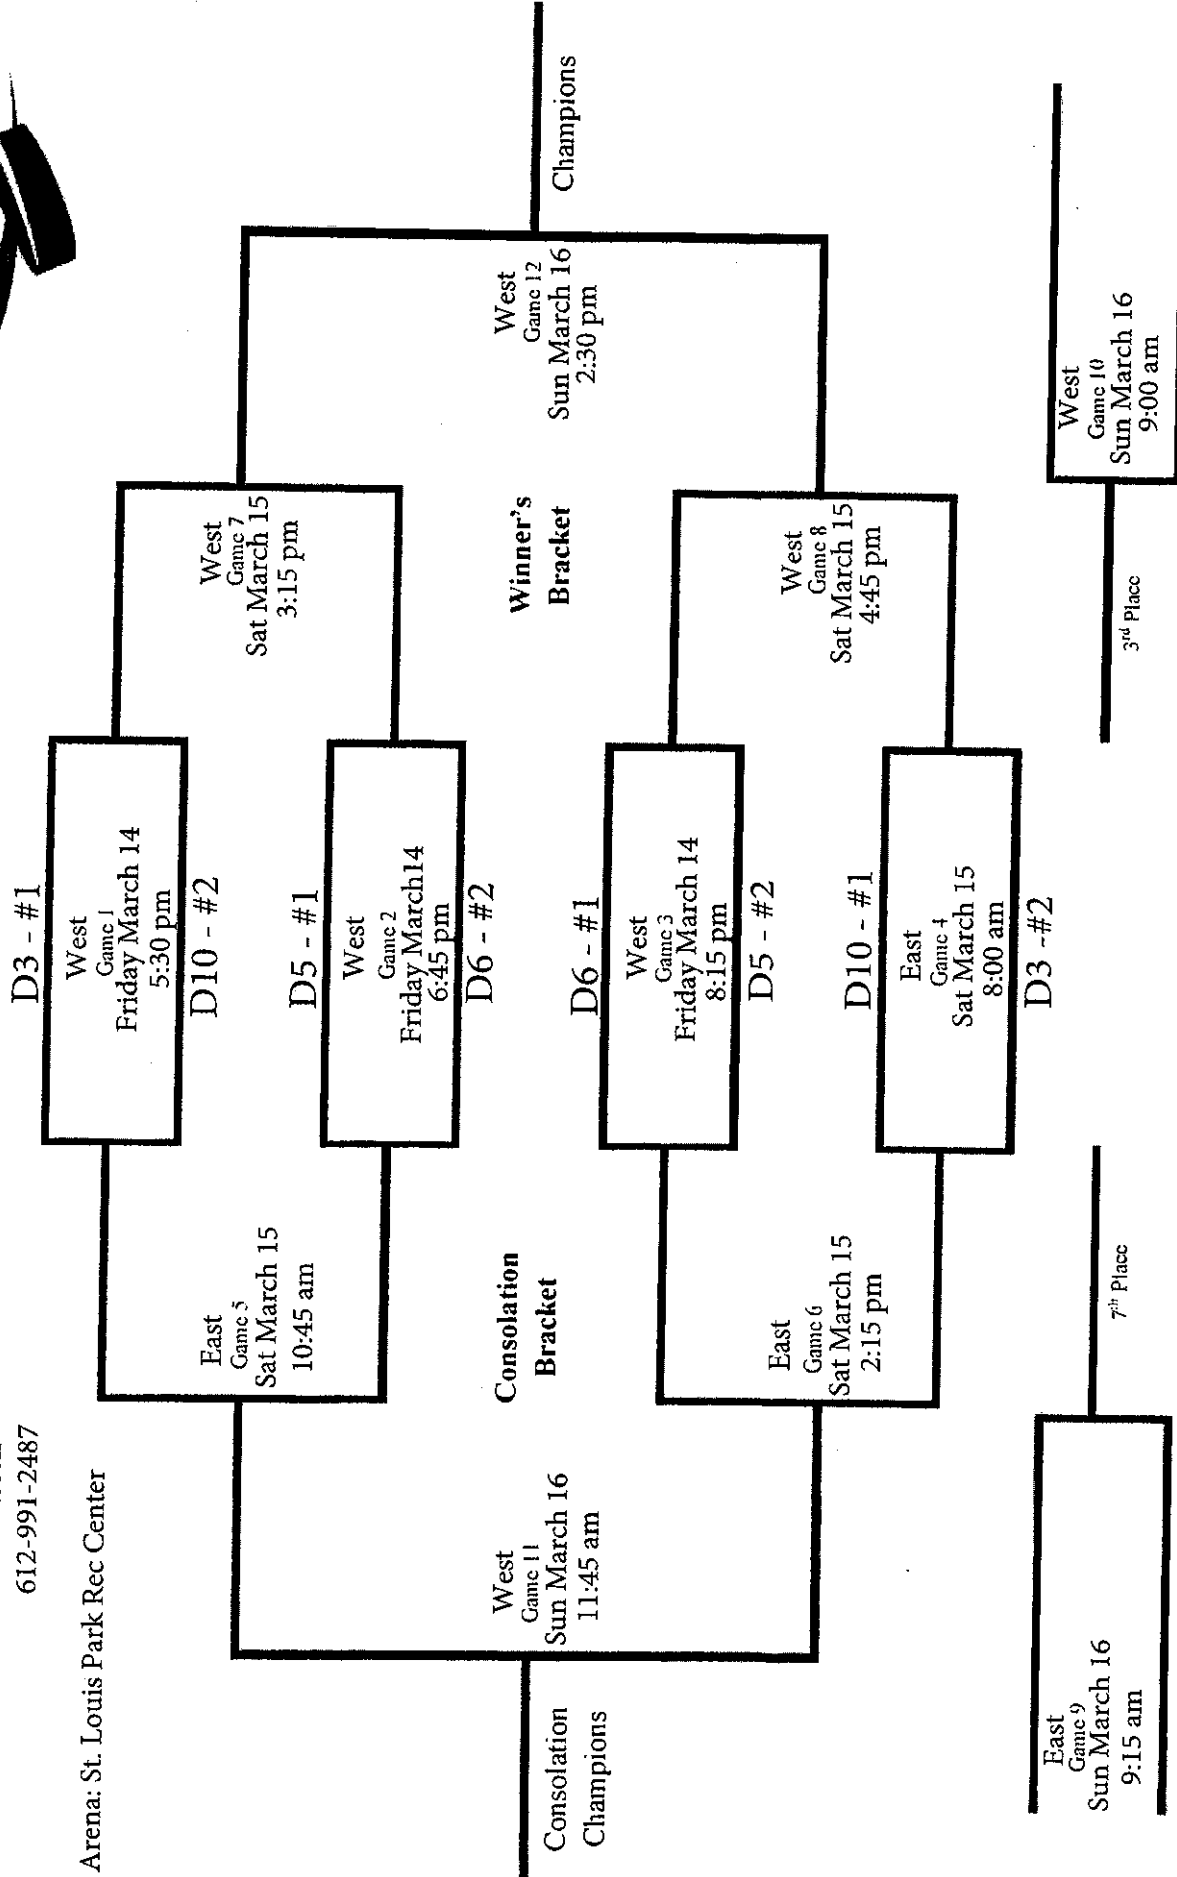 612-991-2487
Arena: St. Louis Park Rec Center
D3 - #1
West
Game 1
Friday March 14
5:30 pm
D10 - #2
D5 - #1
West
Game 2
Friday March14
6:45 pm
D6 - #2
D6 - #1
West
Game 3
Friday March 14
8:15 pm
D5 - #2
D10 - #1
East
Game 4
Sat March 15
8:00 am
D3 -#2
East
Game 5
Sat March 15
10:45 am
Consolation
Bracket
East
Game 6
Sat March 15
2:15 pm
West
Game 11
Sun March 16
11:45 am
Consolation
Champions
East
Game 9
Sun March 16
9:15 am
7th Place
West
Game 7
Sat March 15
3:15 pm
Winner's
Bracket
West
Game 8
Sat March 15
4:45 pm
West
Game 12
Sun March 16
2:30 pm
Champions
West
Game 10
Sun March 16
9:00 am
3rd Place